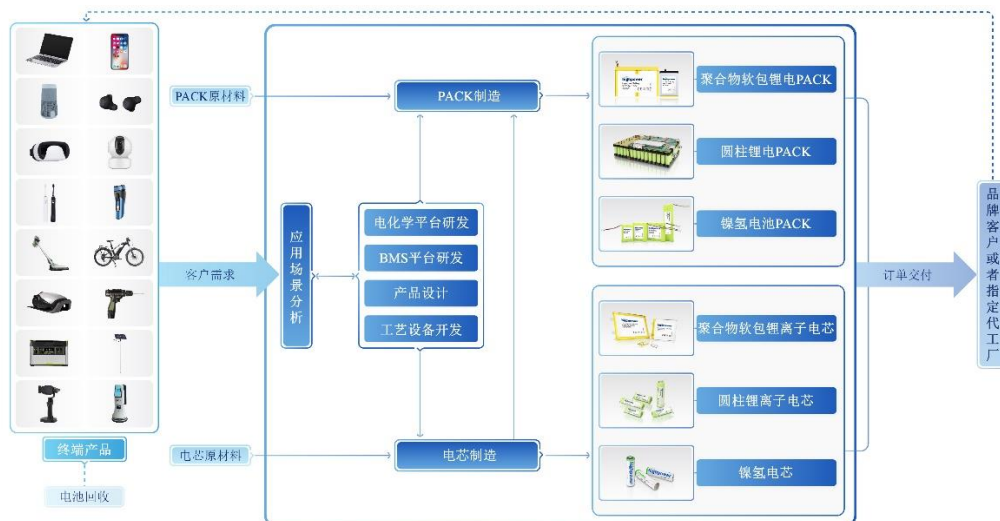 PACK原材料
PACK制造
聚合物软包锂电PACK
圆柱锂电PACK
镍氢电池PACK
应用场景分析
电化学平台研发
BMS平台研发
产品设计
工艺设备开发
客户需求
订单交付
品牌客户或者指定代工厂
聚合物软包锂离子电芯
圆柱锂离子电芯
镍氢电芯
终端产品
电池回收
电芯原材料
电芯制造